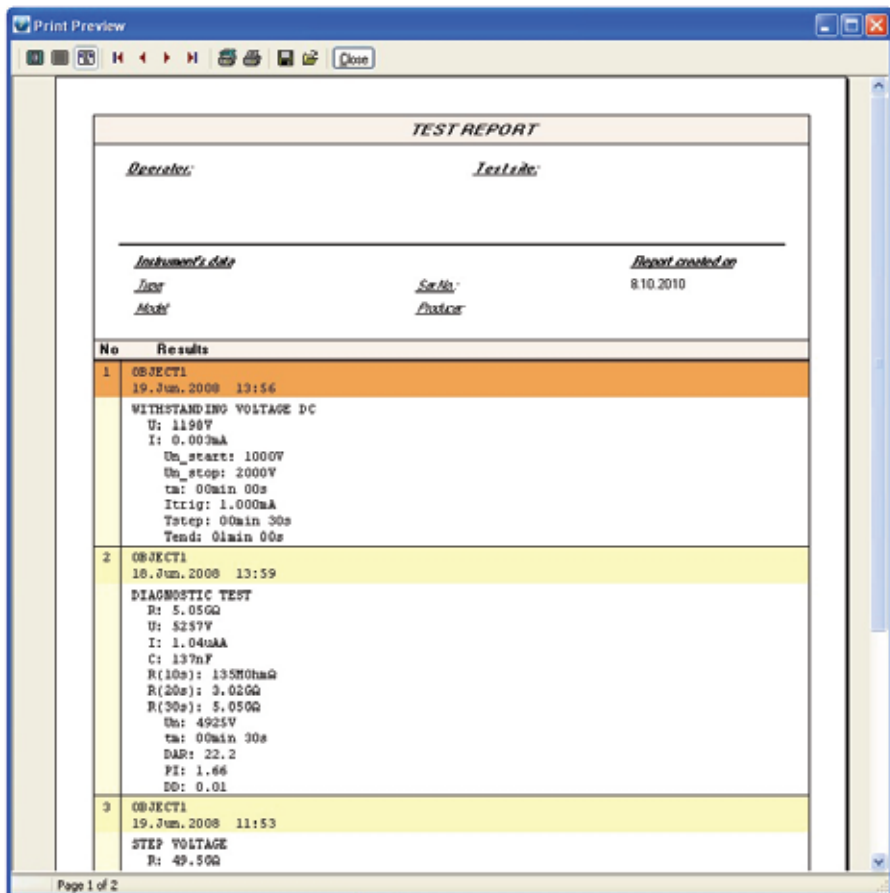 Print Preview
Close
TEST REPORT
Operator: Test site:
Instrument's data Report created on
Type Ser.No.: 8.10.2010
Model Producer
No Results
1 OBJECT1
19.Jun.2008 13:56
WITHSTANDING VOLTAGE DC
U: 1198V
I: 0.003mA
Un_start: 1000V
Un_stop: 2000V
tm: 00min 00s
Itrig: 1.000mA
Tstep: 00min 30s
Tend: 01min 00s
2 OBJECT1
18.Jun.2008 13:59
DIAGNOSTIC TEST
R: 5.05GΩ
U: 5257V
I: 1.04uAA
C: 137nF
R(10s): 135MOhmΩ
R(20s): 3.02GΩ
R(30s): 5.05GΩ
Un: 4925V
tm: 00min 30s
DAR: 22.2
PI: 1.66
DD: 0.01
3 OBJECT1
19.Jun.2008 11:53
STEP VOLTAGE
R: 49.5GΩ
Page 1 of 2